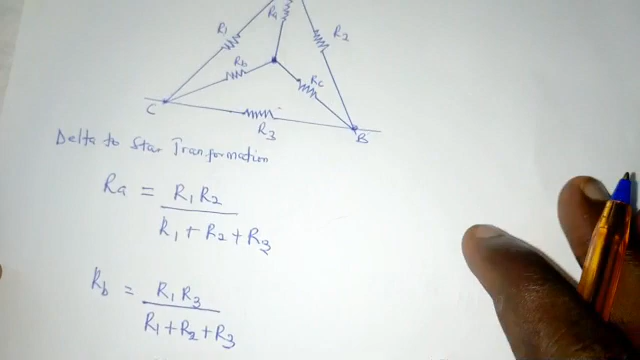 Ra
R1
R2
Rb
Rc
C
R3
B
Delta to Star Tranformation
Ra = R1 R2
R1 + R2 + R3
Rb = R1 R3
R1 + R2 + R3